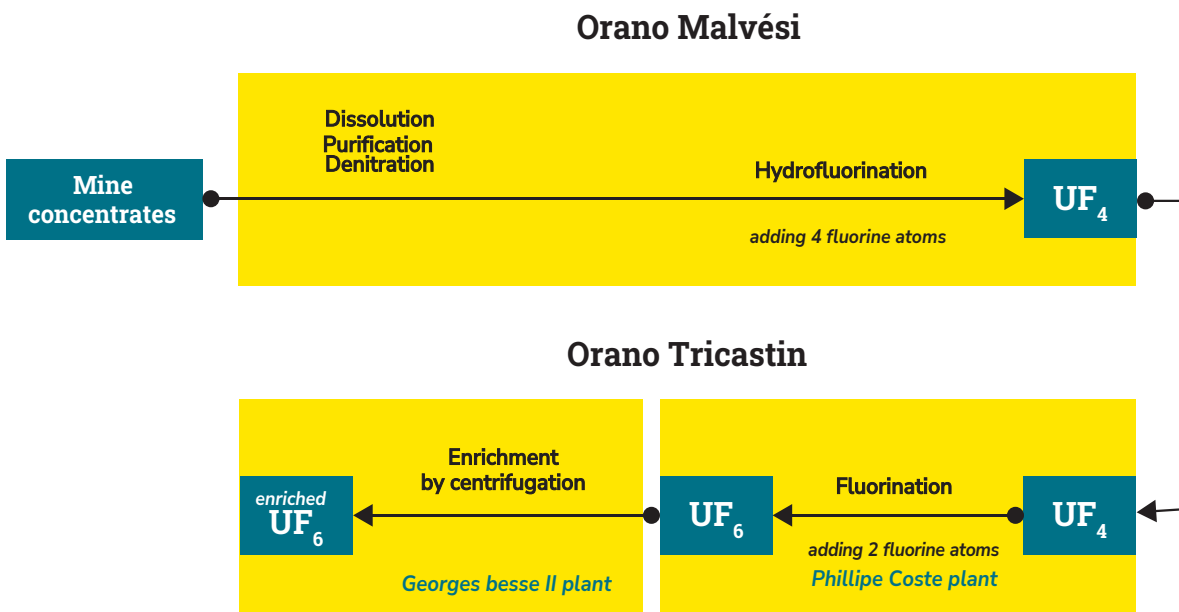 Orano Malvési
Dissolution
Purification
Denitration
Mine
concentrates
Hydrofluorination
adding 4 fluorine atoms
UF4
Orano Tricastin
enriched
UF6
Enrichment
by centrifugation
Georges besse II plant
UF6
Fluorination
adding 2 fluorine atoms
Phillipe Coste plant
UF4